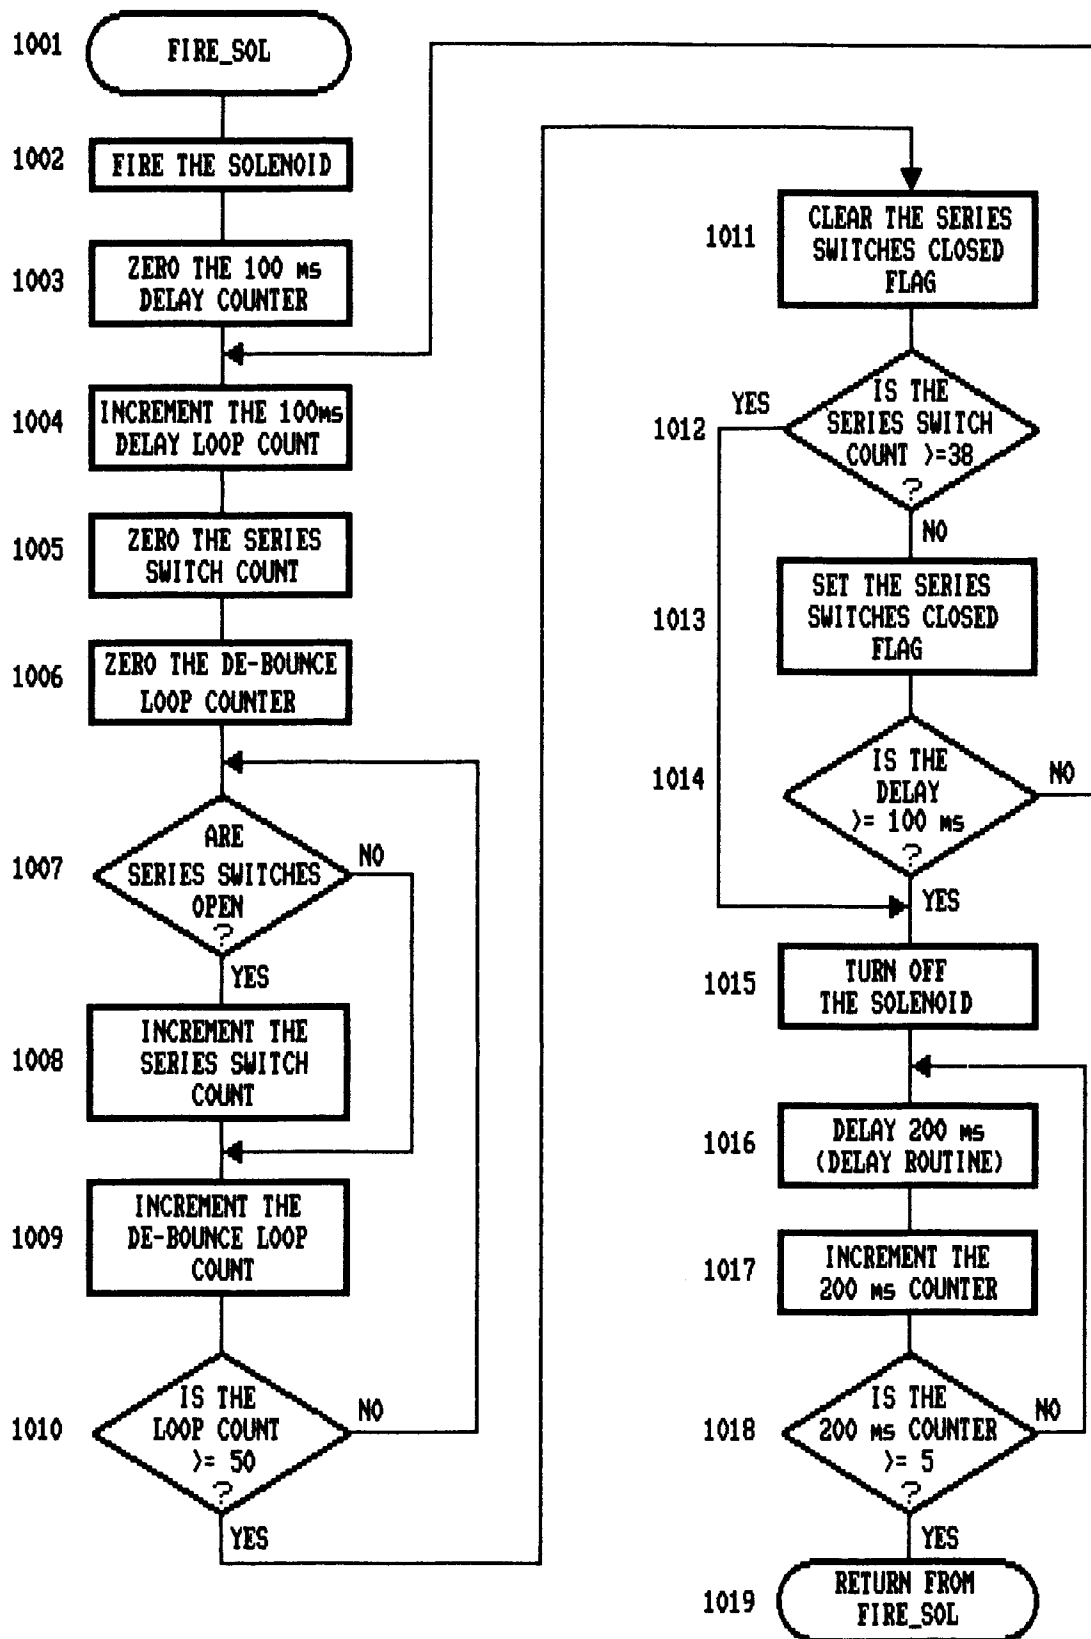 1001
FIRE_SOL
1002
FIRE THE SOLENOID
1003
ZERO THE 100 ms
DELAY COUNTER
1004
INCREMENT THE 100ms
DELAY LOOP COUNT
1005
ZERO THE SERIES
SWITCH COUNT
1006
ZERO THE DE-BOUNCE
LOOP COUNTER
1007
ARE
SERIES SWITCHES
OPEN
?
NO
YES
1008
INCREMENT THE
SERIES SWITCH
COUNT
1009
INCREMENT THE
DE-BOUNCE LOOP
COUNT
1010
IS THE
LOOP COUNT
>= 50
?
NO
YES
1011
CLEAR THE SERIES
SWITCHES CLOSED
FLAG
1012
IS THE
SERIES SWITCH
COUNT >=38
?
YES
NO
1013
SET THE SERIES
SWITCHES CLOSED
FLAG
1014
IS THE
DELAY
>= 100 ms
?
NO
YES
1015
TURN OFF
THE SOLENOID
1016
DELAY 200 ms
(DELAY ROUTINE)
1017
INCREMENT THE
200 ms COUNTER
1018
IS THE
200 ms COUNTER
>= 5
?
NO
YES
1019
RETURN FROM
FIRE_SOL